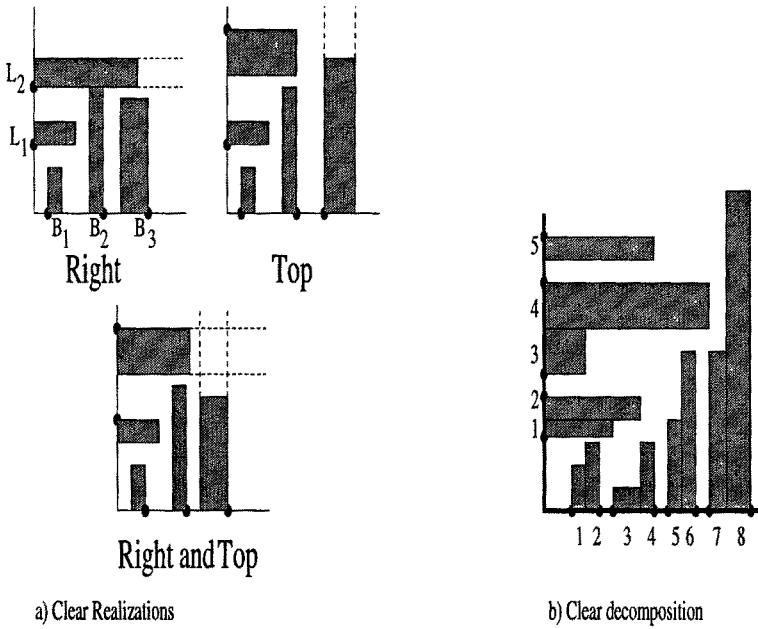 L2
L1
B1 B2 B3
Right
Top
Right and Top
a) Clear Realizations
5
4
3
2
1
1 2 3 4 5 6 7 8
b) Clear decomposition